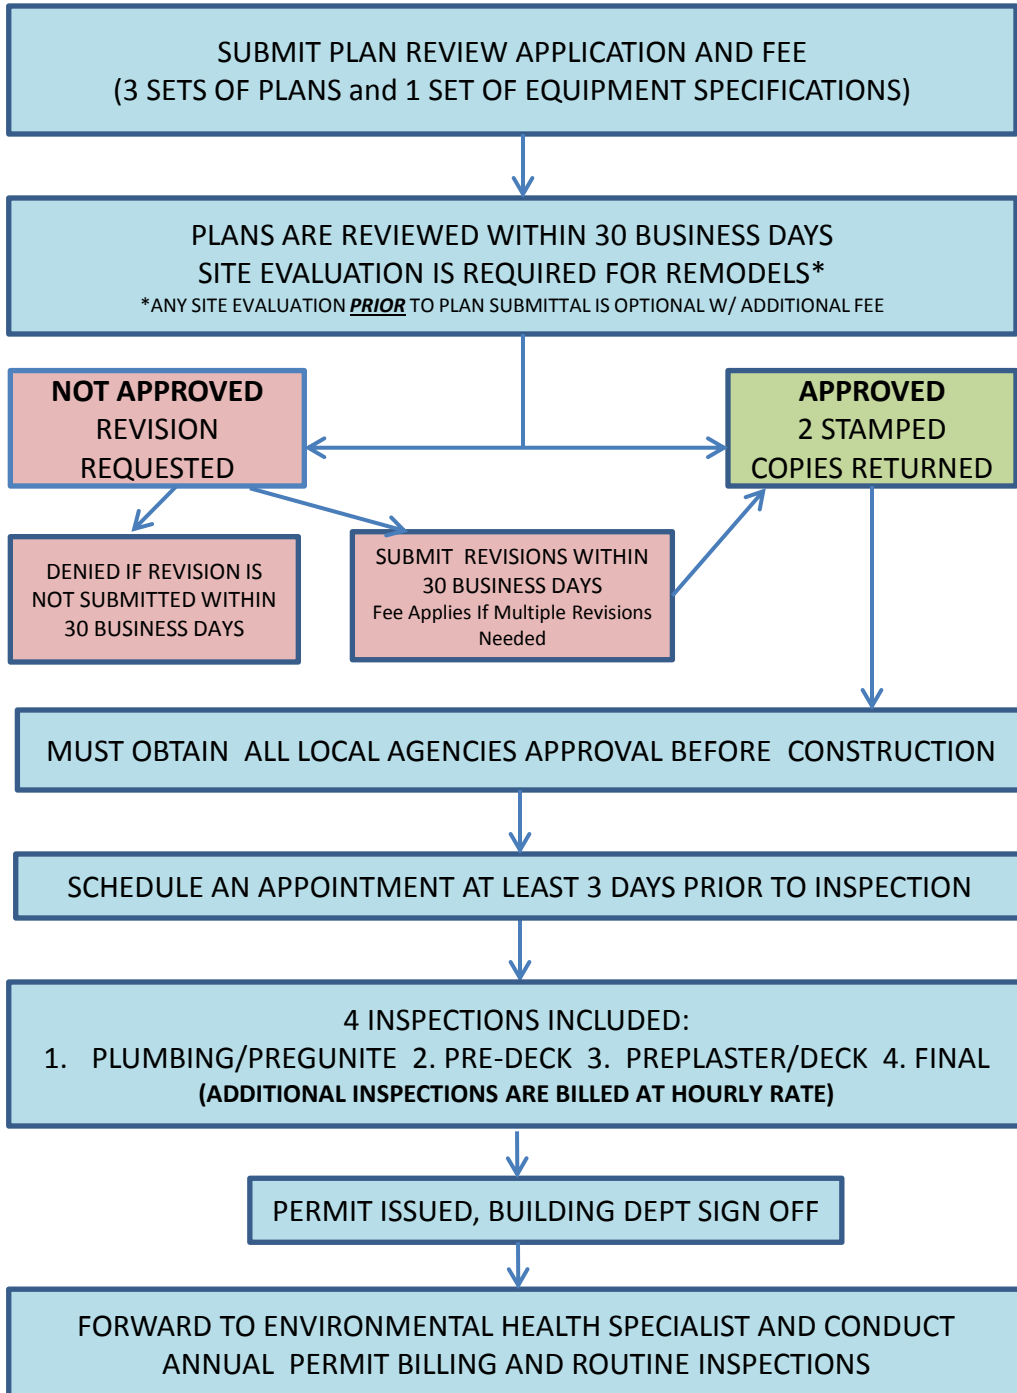 SUBMIT PLAN REVIEW APPLICATION AND FEE
(3 SETS OF PLANS and 1 SET OF EQUIPMENT SPECIFICATIONS)
PLANS ARE REVIEWED WITHIN 30 BUSINESS DAYS
SITE EVALUATION IS REQUIRED FOR REMODELS*
*ANY SITE EVALUATION PRIOR TO PLAN SUBMITTAL IS OPTIONAL W/ ADDITIONAL FEE
NOT APPROVED
REVISION
REQUESTED
APPROVED
2 STAMPED
COPIES RETURNED
DENIED IF REVISION IS
NOT SUBMITTED WITHIN
30 BUSINESS DAYS
SUBMIT REVISIONS WITHIN
30 BUSINESS DAYS
Fee Applies If Multiple Revisions
Needed
MUST OBTAIN ALL LOCAL AGENCIES APPROVAL BEFORE CONSTRUCTION
SCHEDULE AN APPOINTMENT AT LEAST 3 DAYS PRIOR TO INSPECTION
4 INSPECTIONS INCLUDED:
1. PLUMBING/PREGUNITE 2. PRE-DECK 3. PREPLASTER/DECK 4. FINAL
(ADDITIONAL INSPECTIONS ARE BILLED AT HOURLY RATE)
PERMIT ISSUED, BUILDING DEPT SIGN OFF
FORWARD TO ENVIRONMENTAL HEALTH SPECIALIST AND CONDUCT
ANNUAL PERMIT BILLING AND ROUTINE INSPECTIONS